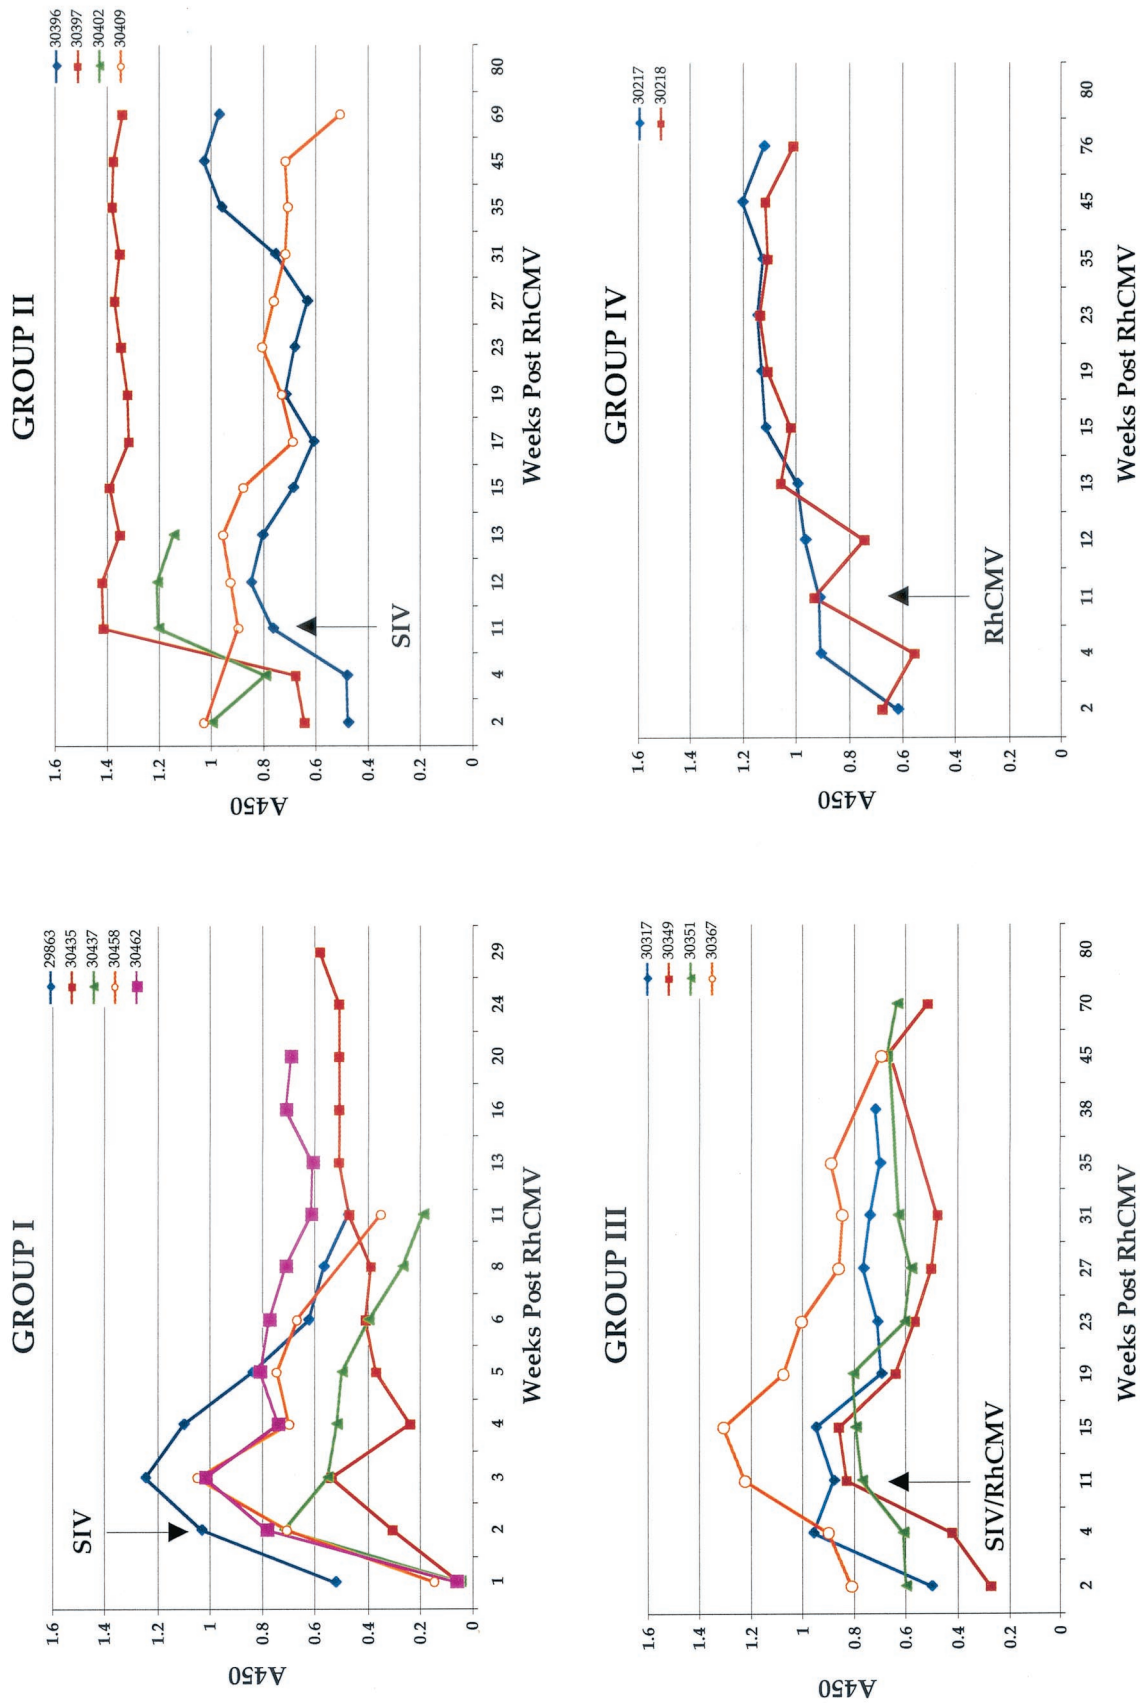 GROUP I
29863
30435
30437
30458
30462
SIV
A450
1.6
1.4
1.2
1
0.8
0.6
0.4
0.2
0
1 2 3 4 5 6 8 11 13 16 20 24 29
Weeks Post RhCMV
GROUP II
30396
30397
30402
30409
SIV
A450
1.6
1.4
1.2
1
0.8
0.6
0.4
0.2
0
2 4 11 12 13 15 17 19 23 27 31 35 45 69 80
Weeks Post RhCMV
GROUP III
30317
30349
30351
30367
SIV/RhCMV
A450
1.6
1.4
1.2
1
0.8
0.6
0.4
0.2
0
2 4 11 15 19 23 27 31 35 38 45 70 80
Weeks Post RhCMV
GROUP IV
30217
30218
RhCMV
A450
1.6
1.4
1.2
1
0.8
0.6
0.4
0.2
0
2 4 11 12 13 15 19 23 35 45 76 80
Weeks Post RhCMV